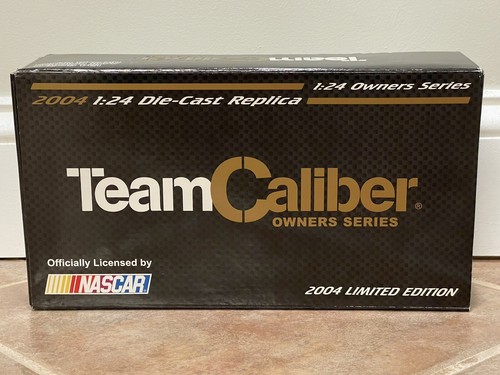 Team
1:24 Owners Series
2004 1:24 Die-Cast Replica
TeamCaliber®
OWNERS SERIES
Officially Licensed by
NASCAR
2004 LIMITED EDITION